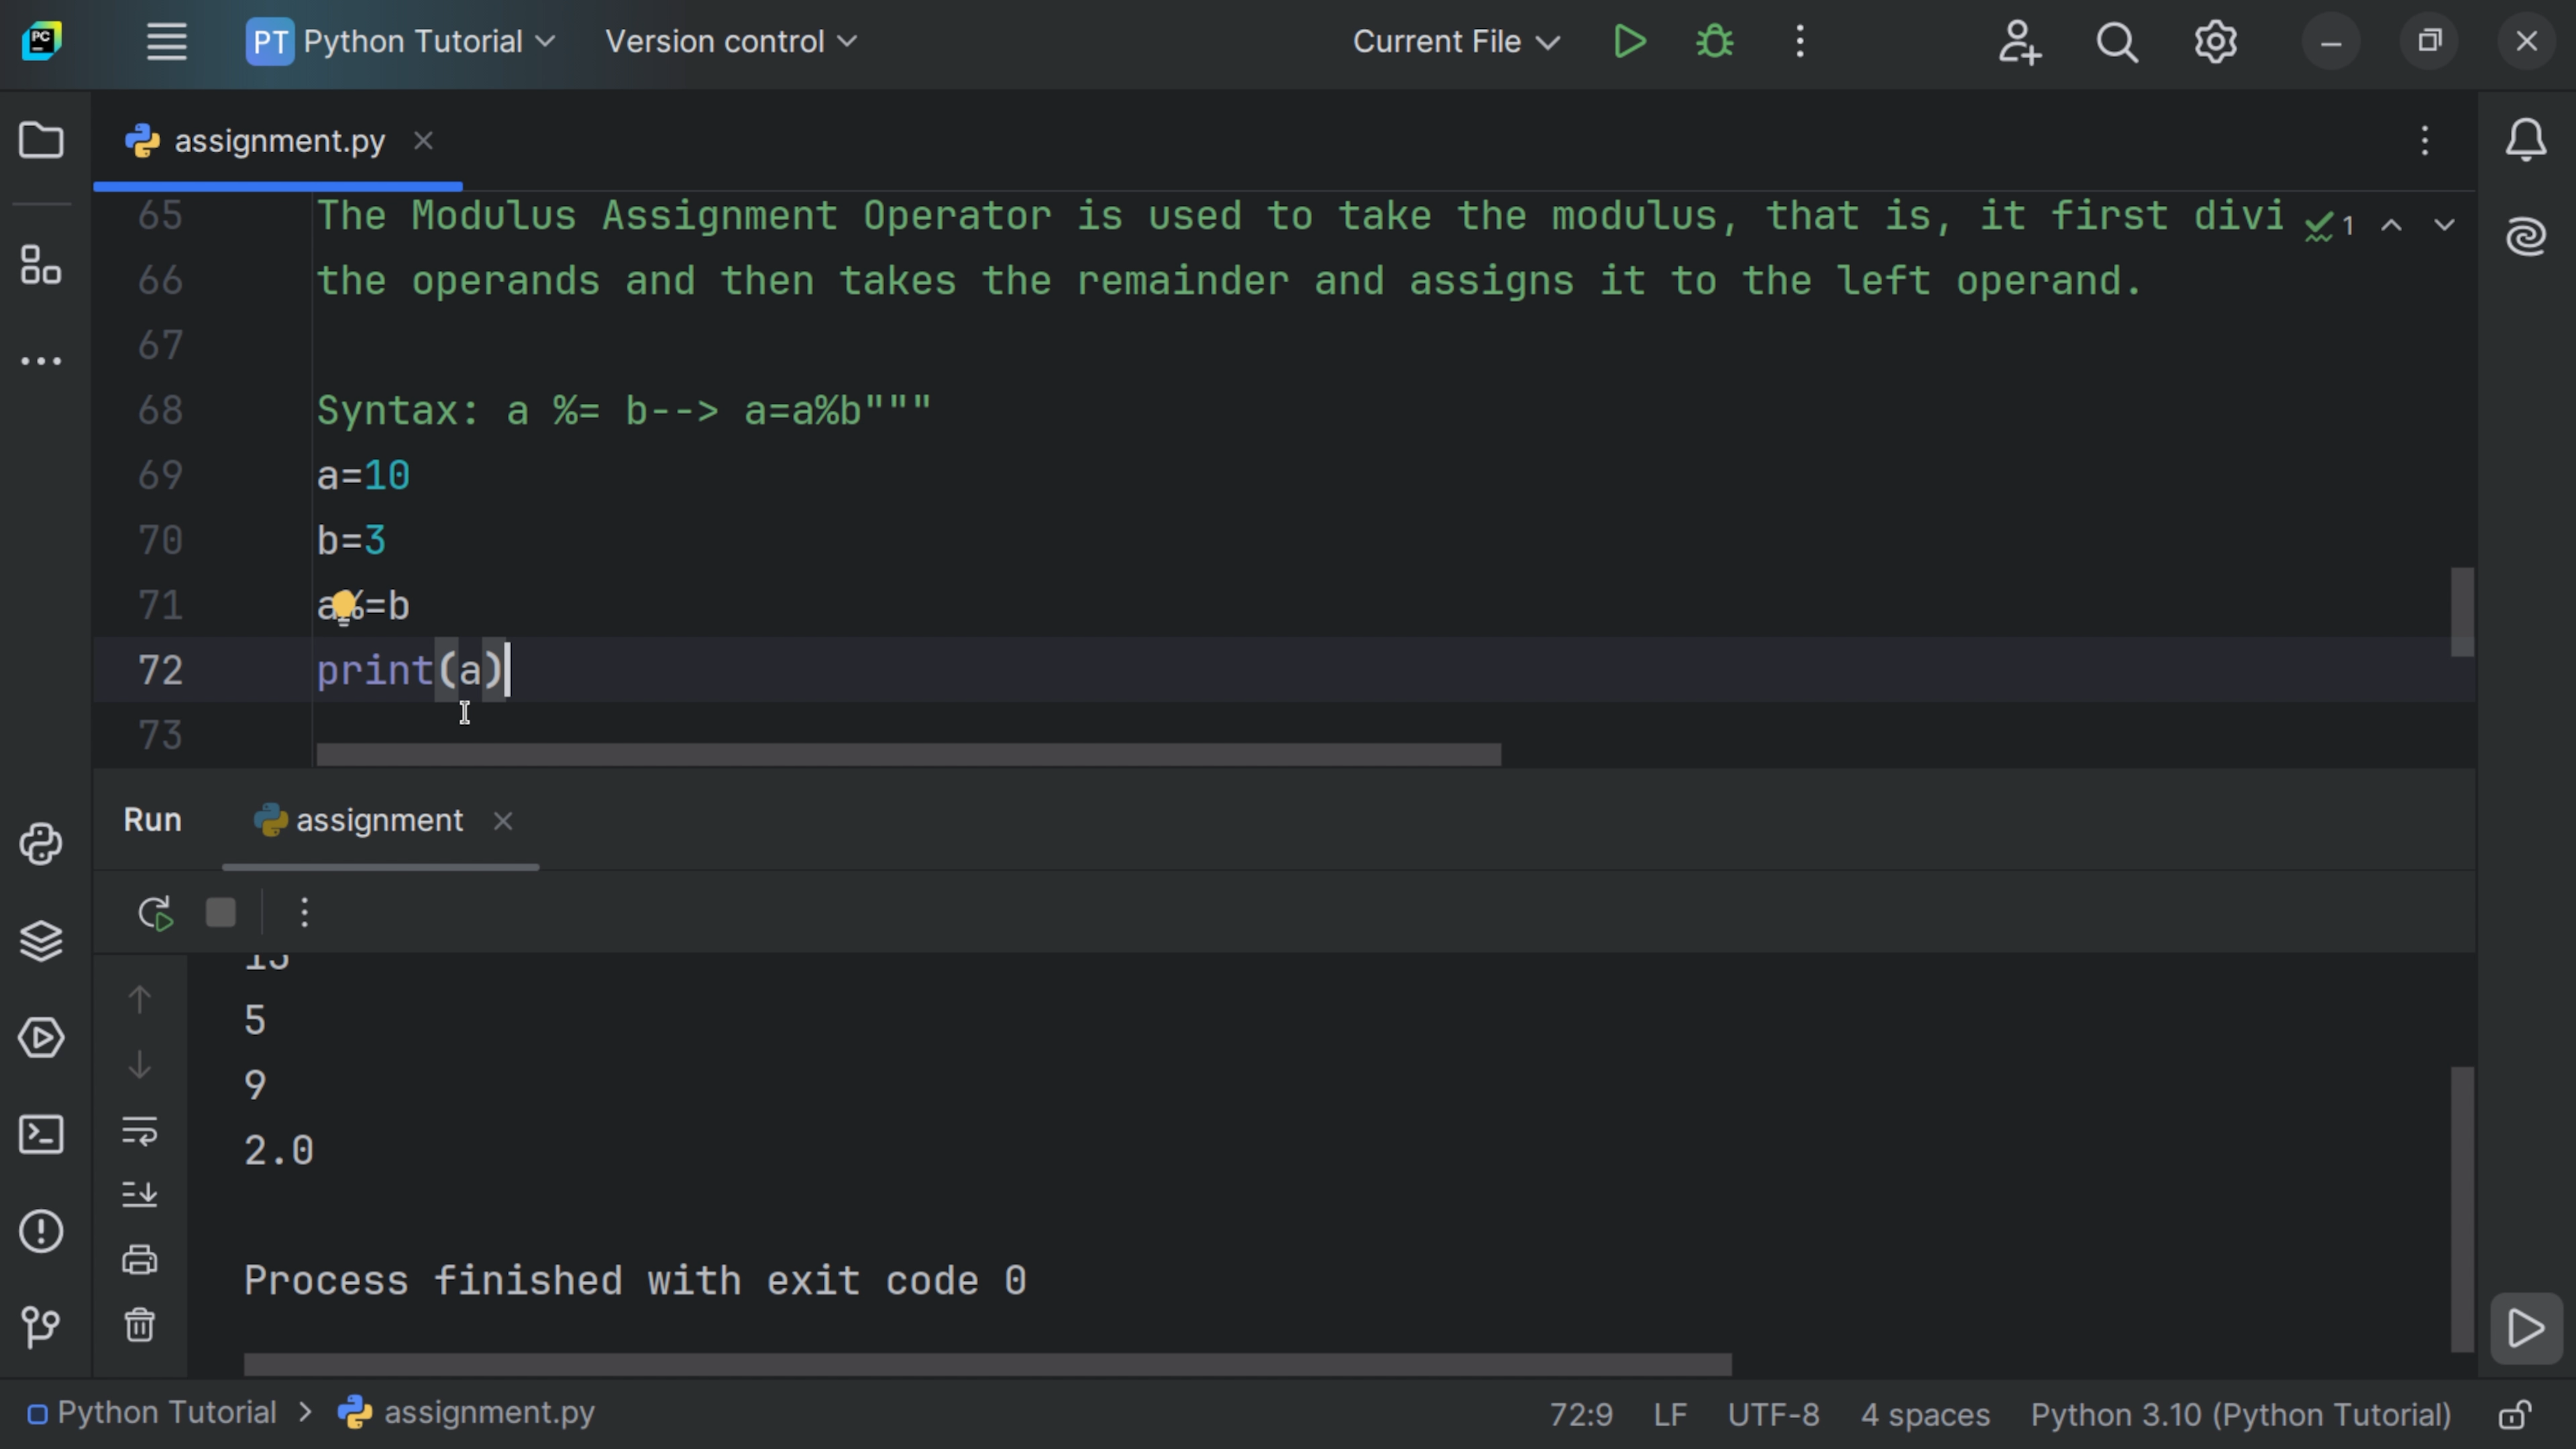 PC PT Python Tutorial Version control Current File
assignment.py
65 The Modulus Assignment Operator is used to take the modulus, that is, it first divi 1
66 the operands and then takes the remainder and assigns it to the left operand.
67
68 Syntax: a %= b--> a=a%b"""
69 a=10
70 b=3
71 a%=b
72 print(a)
73
Run assignment
5
9
2.0
Process finished with exit code 0
Python Tutorial > assignment.py 72:9 LF UTF-8 4 spaces Python 3.10 (Python Tutorial)